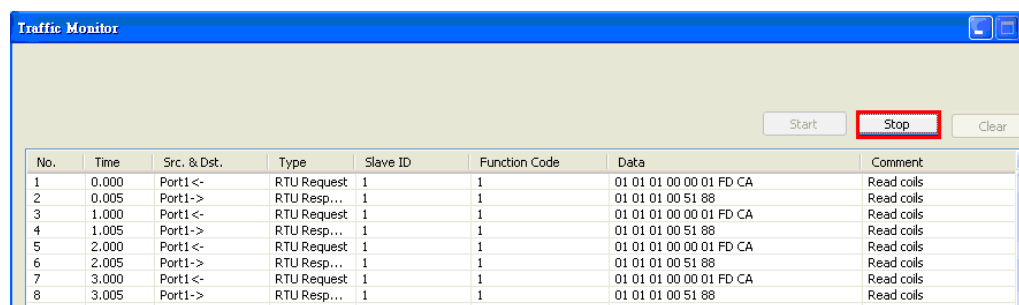 Traffic Monitor
Start Stop Clear
No. Time Src. & Dst. Type Slave ID Function Code Data Comment
1 0.000 Port1<- RTU Request 1 1 01 01 01 00 00 01 FD CA Read coils
2 0.005 Port1-> RTU Resp... 1 1 01 01 01 00 51 88 Read coils
3 1.000 Port1<- RTU Request 1 1 01 01 01 00 00 01 FD CA Read coils
4 1.005 Port1-> RTU Resp... 1 1 01 01 01 00 51 88 Read coils
5 2.000 Port1<- RTU Request 1 1 01 01 01 00 00 01 FD CA Read coils
6 2.005 Port1-> RTU Resp... 1 1 01 01 01 00 51 88 Read coils
7 3.000 Port1<- RTU Request 1 1 01 01 01 00 00 01 FD CA Read coils
8 3.005 Port1-> RTU Resp... 1 1 01 01 01 00 51 88 Read coils